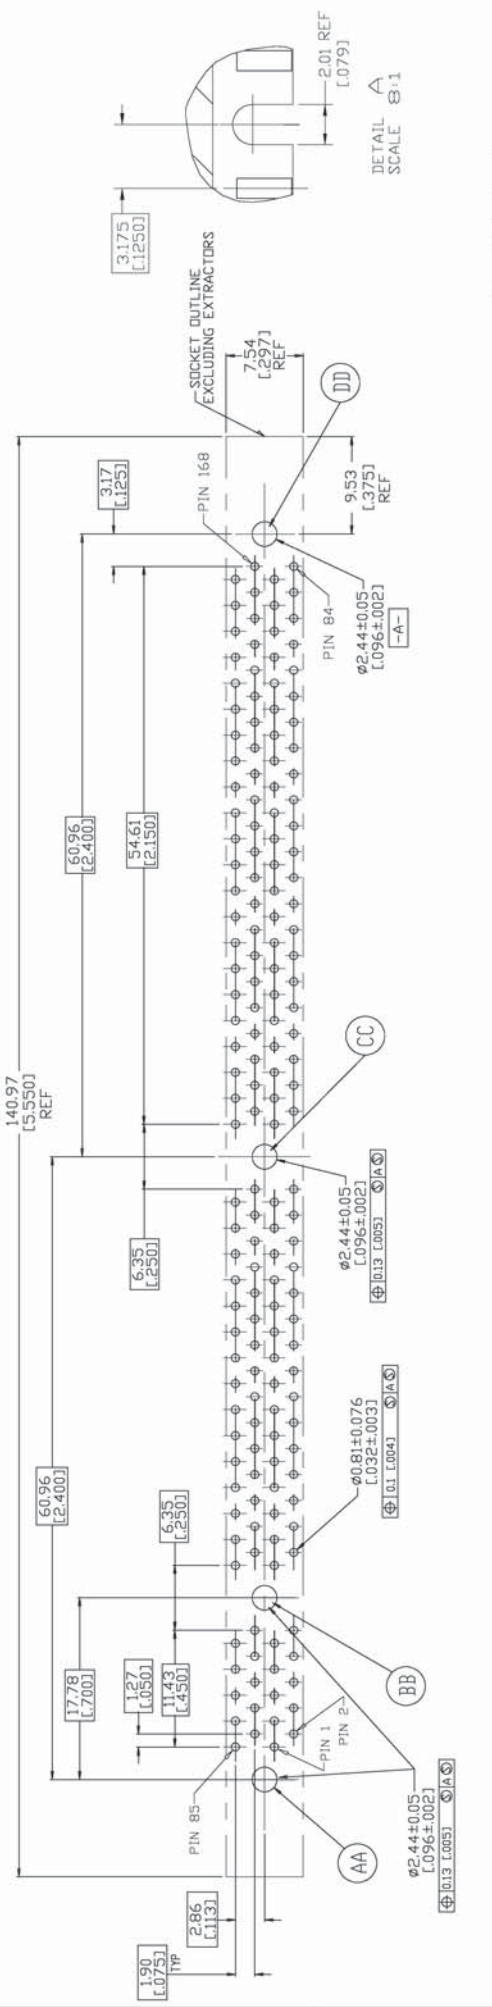 140.97
[5.550]
REF
60.96
[2.400]
60.96
[2.400]
3.17
[.125]
3.175
[.1250]
17.78
[.700]
6.35
[.250]
54.61
[2.150]
1.27
[.050]
11.43
[.450]
6.35
[.250]
SOCKET OUTLINE
EXCLUDING EXTRACTORS
PIN 85
PIN 168
2.86
[.113]
1.90
[.075]
TYP
7.54
[.297]
REF
2.01 REF
[.079]
PIN 1
PIN 2
PIN 84
AA
BB
CC
DD
9.53
[.375]
REF
DETAIL A
SCALE 8:1
Ø2.44±0.05
[.096±.002]
⌖ 0.13 [.005] Ⓢ A Ⓢ
Ø0.81±0.076
[.032±.003]
⌖ 0.1 [.004] Ⓢ A Ⓢ
Ø2.44±0.05
[.096±.002]
⌖ 0.13 [.005] Ⓢ A Ⓢ
Ø2.44±0.05
[.096±.002]
-A-